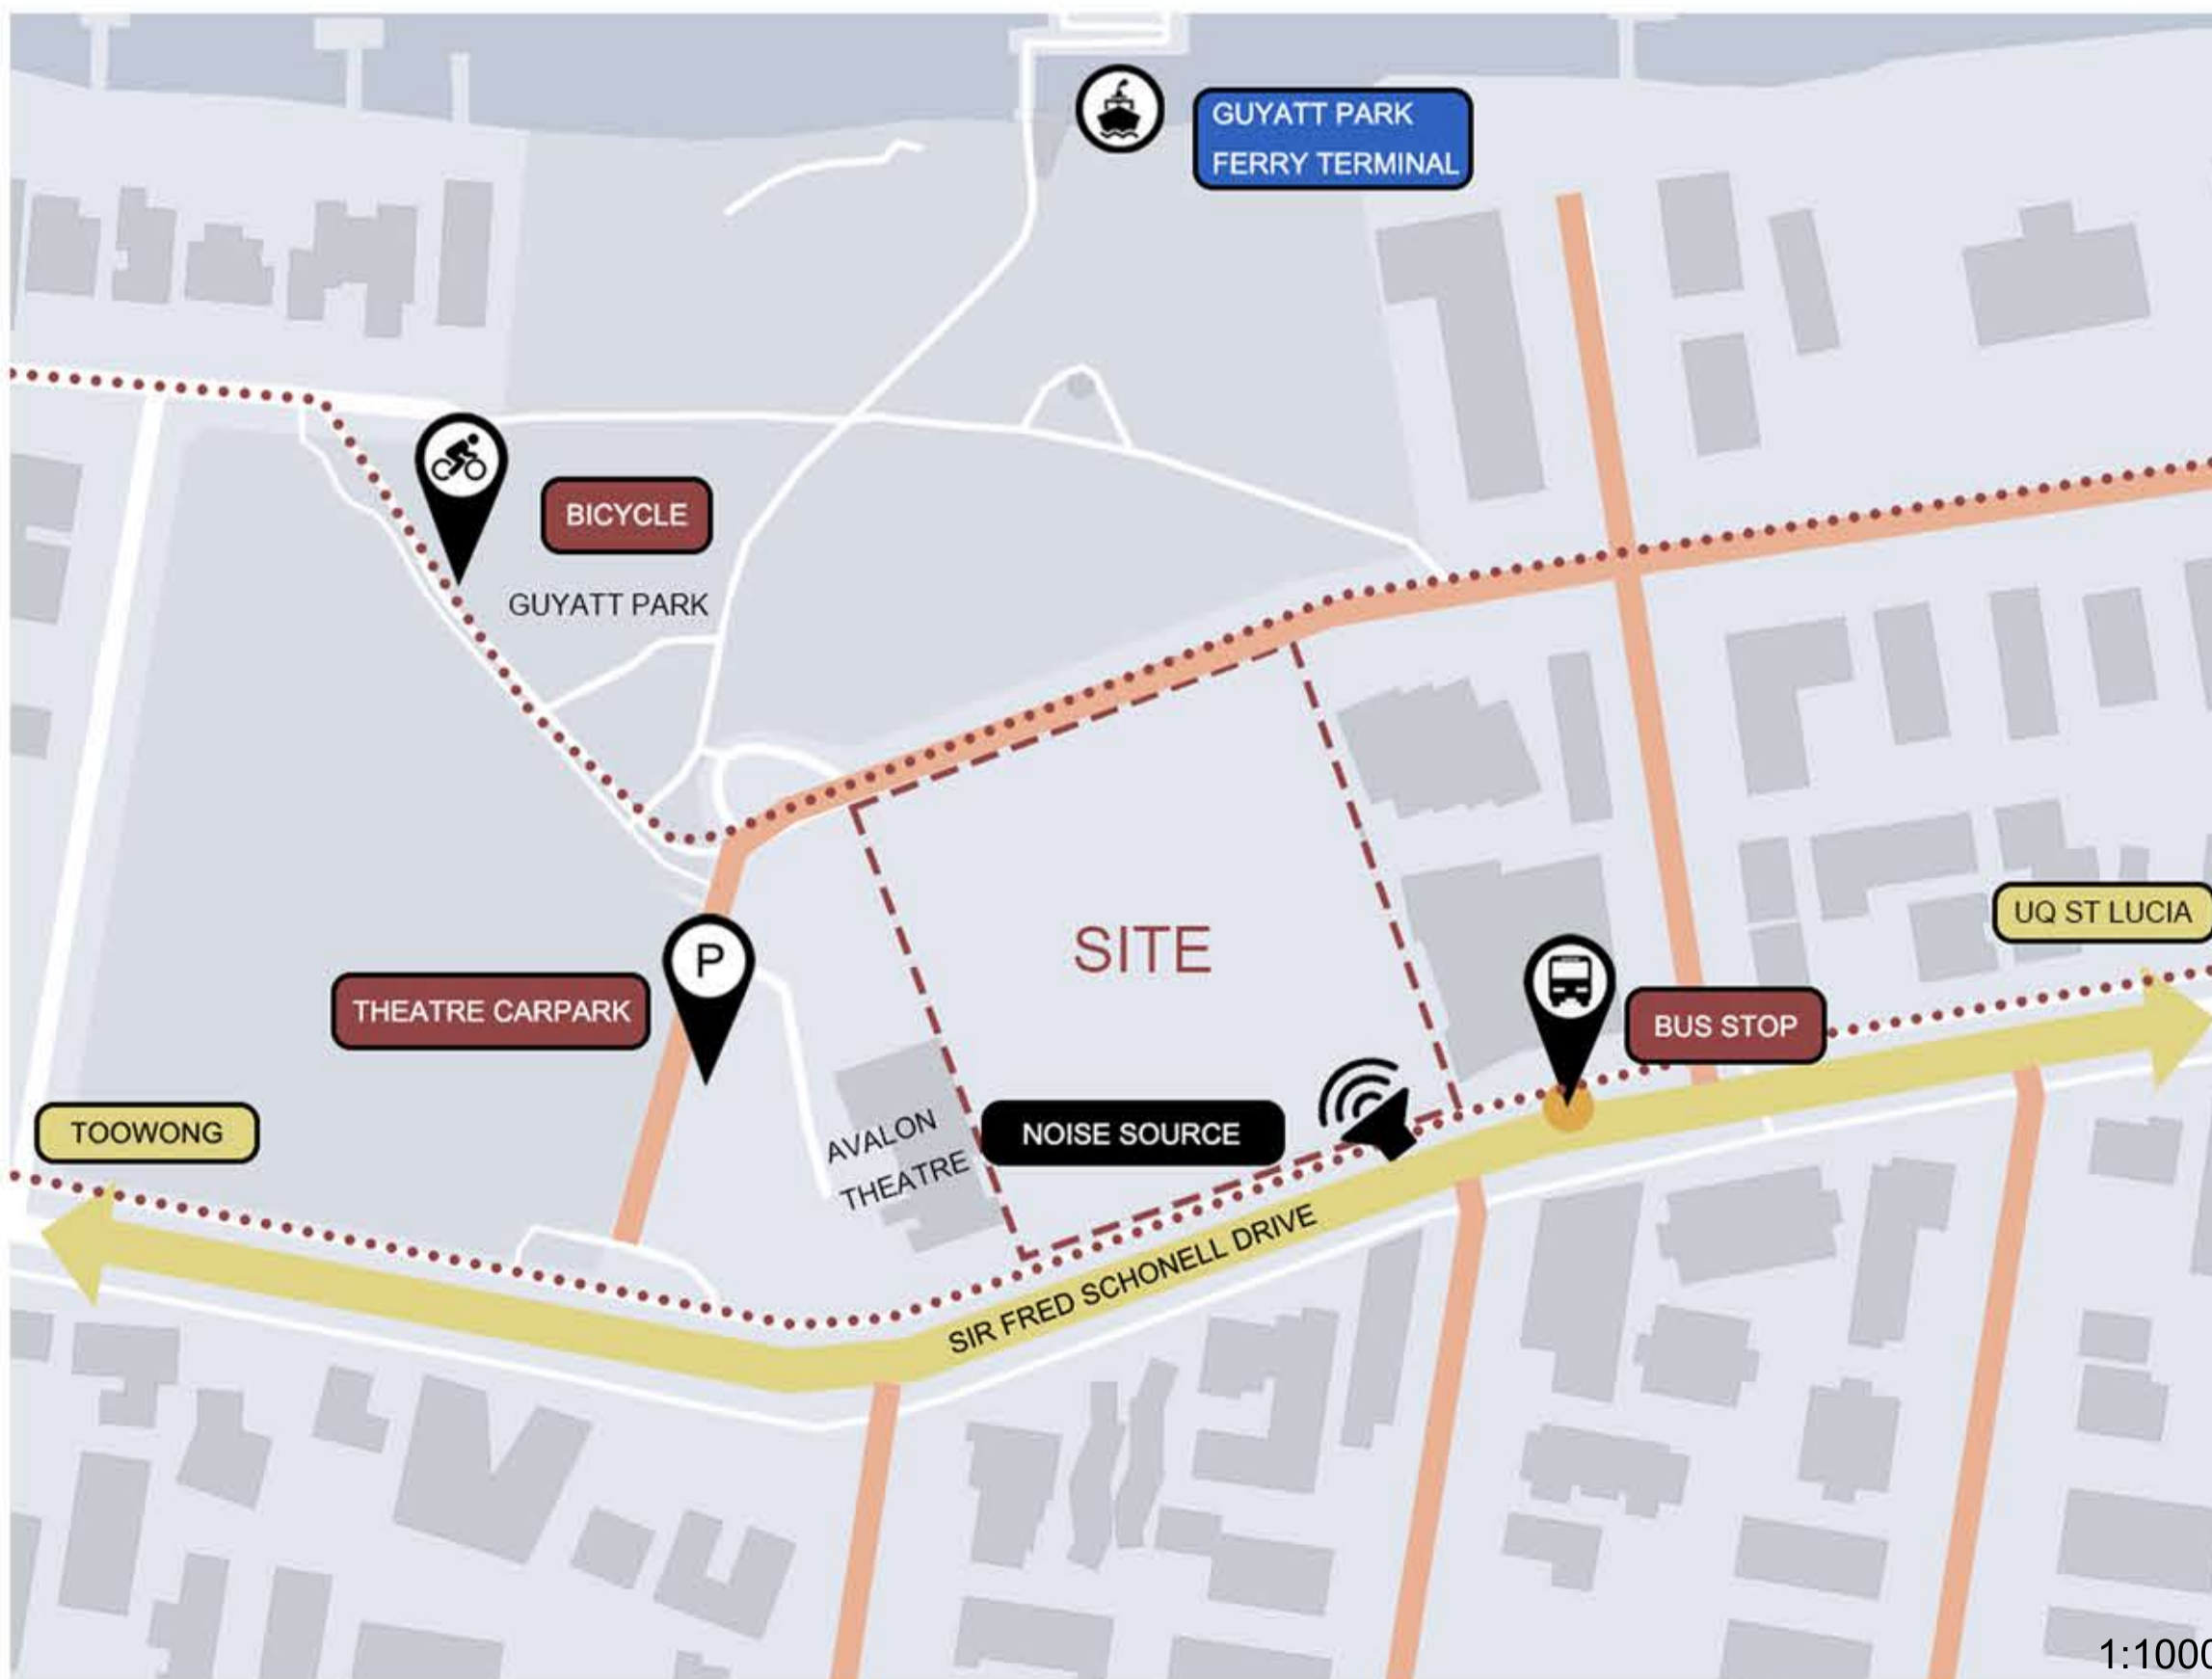 GUYATT PARK
FERRY TERMINAL
BICYCLE
GUYATT PARK
SITE
UQ ST LUCIA
P
THEATRE CARPARK
BUS STOP
TOOWONG
NOISE SOURCE
AVALON
THEATRE
SIR FRED SCHONELL DRIVE
1:1000